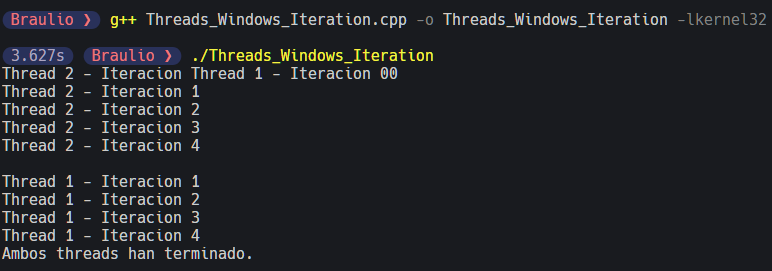 Braulio ❯ g++ Threads_Windows_Iteration.cpp -o Threads_Windows_Iteration -lkernel32
3.627s Braulio ❯ ./Threads_Windows_Iteration
Thread 2 - Iteracion Thread 1 - Iteracion 00
Thread 2 - Iteracion 1
Thread 2 - Iteracion 2
Thread 2 - Iteracion 3
Thread 2 - Iteracion 4
Thread 1 - Iteracion 1
Thread 1 - Iteracion 2
Thread 1 - Iteracion 3
Thread 1 - Iteracion 4
Ambos threads han terminado.